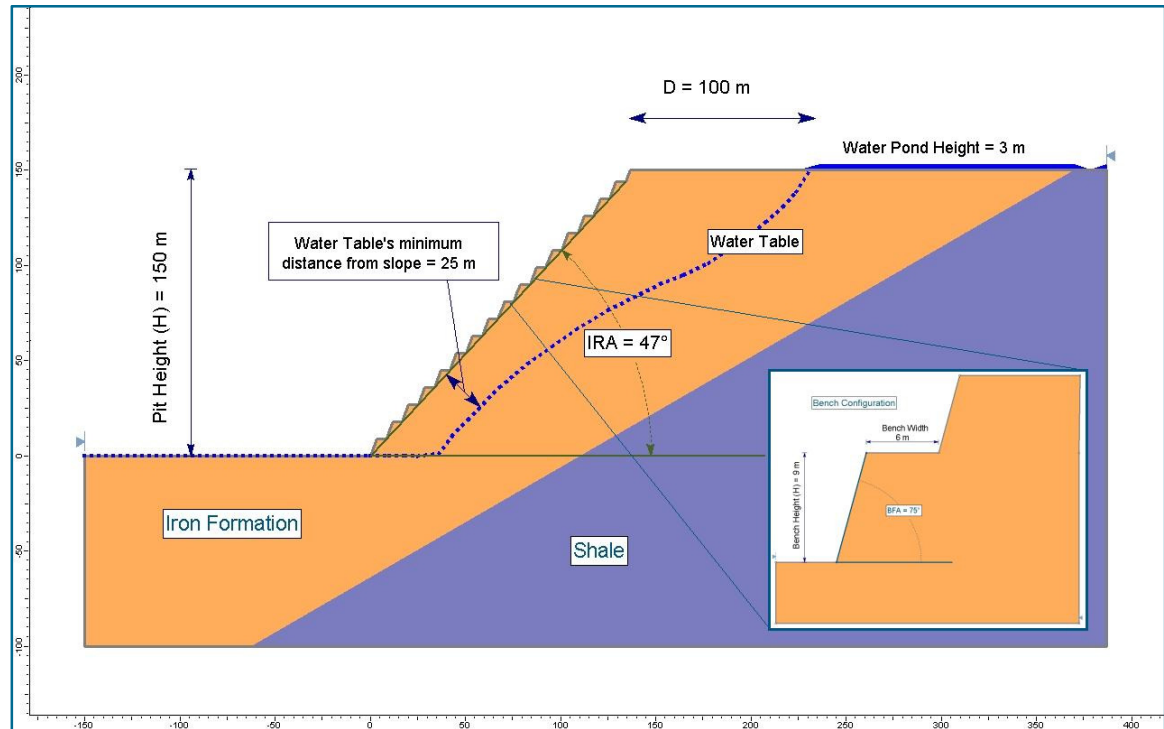 D = 100 m
Water Pond Height = 3 m
Pit Height (H) = 150 m
Water Table's minimum
distance from slope = 25 m
Water Table
IRA = 47°
Iron Formation
Shale
Bench Configuration
Bench Width
6 m
Bench Height (H) = 9 m
BFA = 75°
200
150
100
50
0
-50
-100
-150
-100
-50
0
50
100
150
200
250
300
350
400